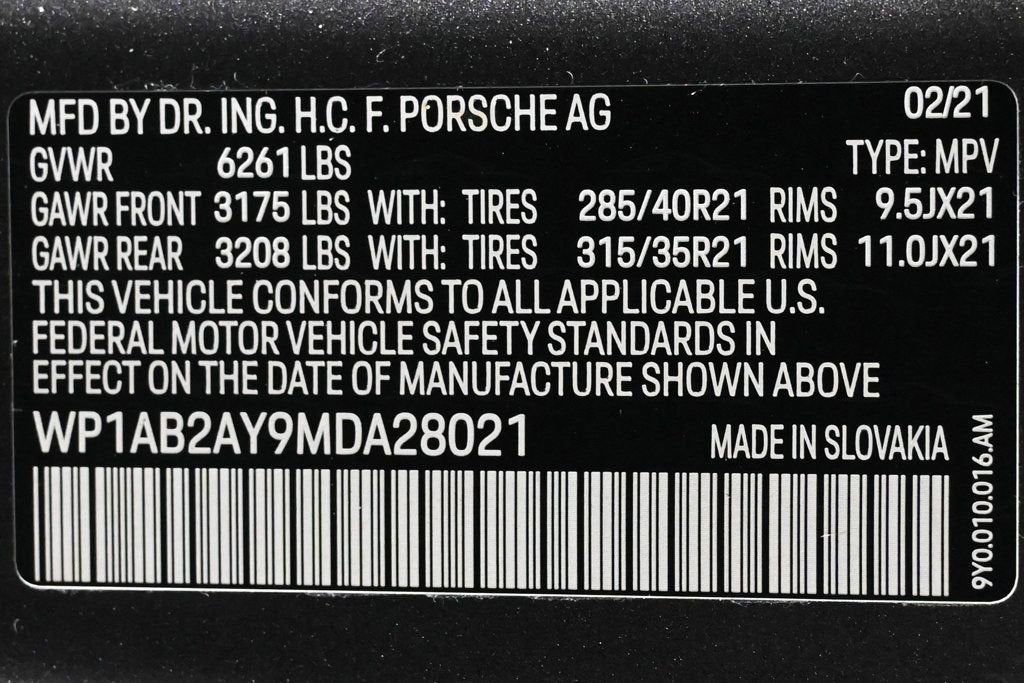 MFD BY DR. ING. H.C. F. PORSCHE AG 02/21
GVWR 6261 LBS TYPE: MPV
GAWR FRONT 3175 LBS WITH: TIRES 285/40R21 RIMS 9.5JX21
GAWR REAR 3208 LBS WITH: TIRES 315/35R21 RIMS 11.0JX21
THIS VEHICLE CONFORMS TO ALL APPLICABLE U.S.
FEDERAL MOTOR VEHICLE SAFETY STANDARDS IN
EFFECT ON THE DATE OF MANUFACTURE SHOWN ABOVE
WP1AB2AY9MDA28021 MADE IN SLOVAKIA
9Y0.010.016.AM